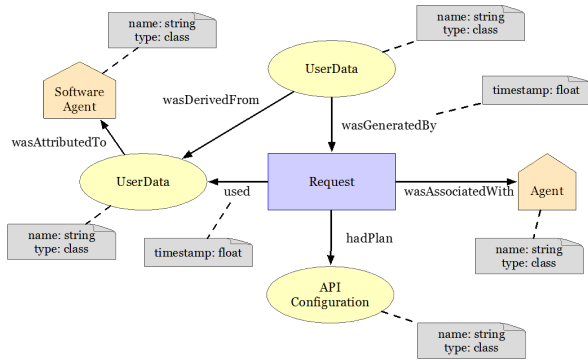 name: string
type: class
name: string
type: class
Software
Agent
UserData
wasDerivedFrom
timestamp: float
wasGeneratedBy
wasAttributedTo
UserData
used
Request
wasAssociatedWith
Agent
name: string
type: class
timestamp: float
hadPlan
name: string
type: class
API
Configuration
name: string
type: class